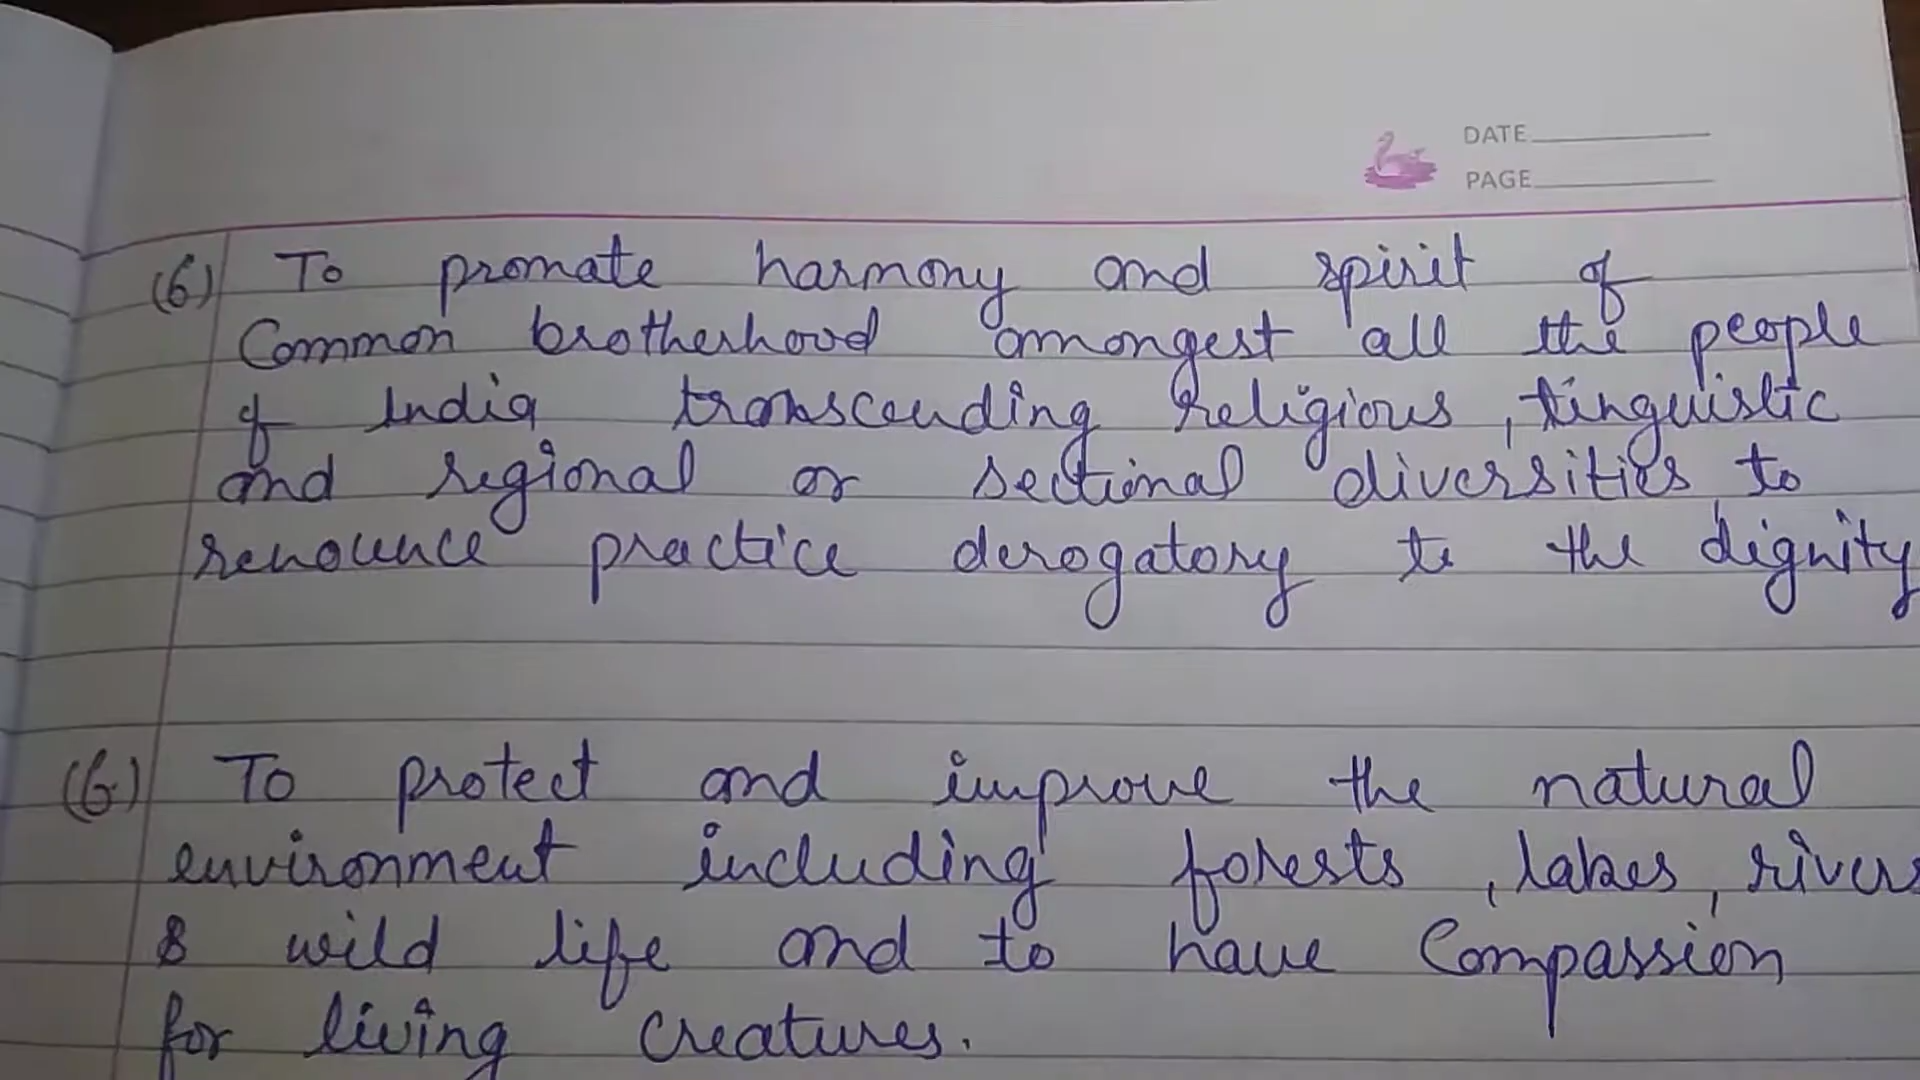 DATE
PAGE
(6) To promate harmony and spirit of
Common brotherhood amongest all the people
of India transcending religious, linguistic
and regional or sectional diversities, to
renounce practice derogatory to the dignity
(6) To protect and improve the natural
environment including forests, lakes, rivers
& wild life and to have Compassion
for living creatures.